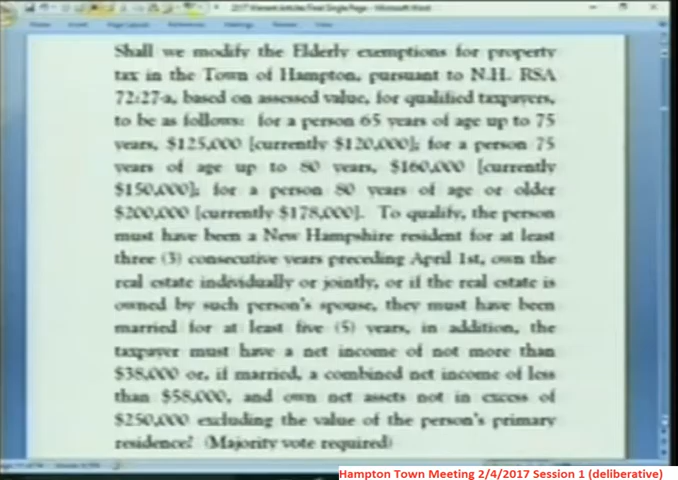 2017 Warrant Articles Final Single Page - Microsoft Word
Shall we modify the Elderly exemptions for property
tax in the Town of Hampton, pursuant to N.H. RSA
72:27-a, based on assessed value, for qualified taxpayers,
to be as follows: for a person 65 years of age up to 75
years, $125,000 [currently $120,000]; for a person 75
years of age up to 80 years, $160,000 [currently
$150,000]; for a person 80 years of age or older
$200,000 [currently $178,000]. To qualify, the person
must have been a New Hampshire resident for at least
three (3) consecutive years preceding April 1st, own the
real estate individually or jointly, or if the real estate is
owned by such person's spouse, they must have been
married for at least five (5) years, in addition, the
taxpayer must have a net income of not more than
$38,000 or, if married, a combined net income of less
than $58,000, and own net assets not in excess of
$250,000 excluding the value of the person's primary
residence? (Majority vote required)
Hampton Town Meeting 2/4/2017 Session 1 (deliberative)